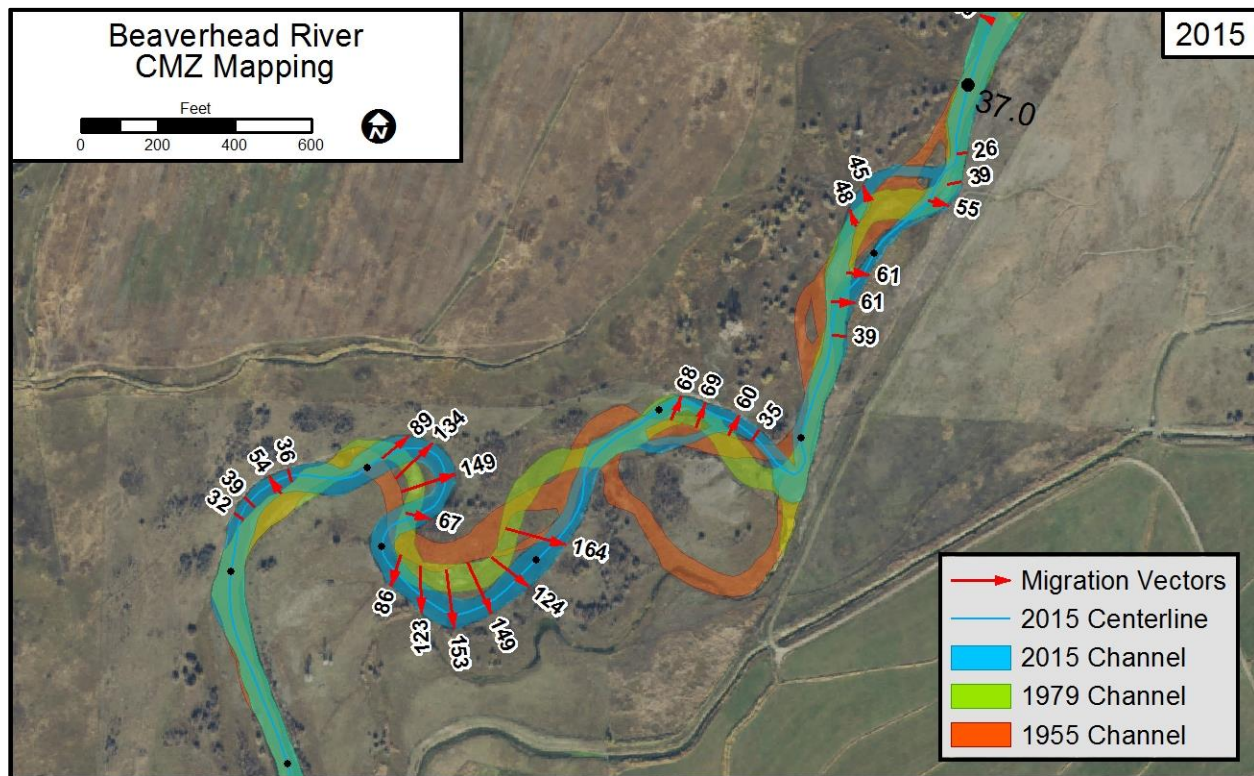 Beaverhead River
CMZ Mapping
Feet
0 200 400 600
N
2015
37.0
26
39
55
45
48
61
61
39
68
69
60
35
89
134
149
67
36
54
39
32
164
124
149
153
123
86
Migration Vectors
2015 Centerline
2015 Channel
1979 Channel
1955 Channel